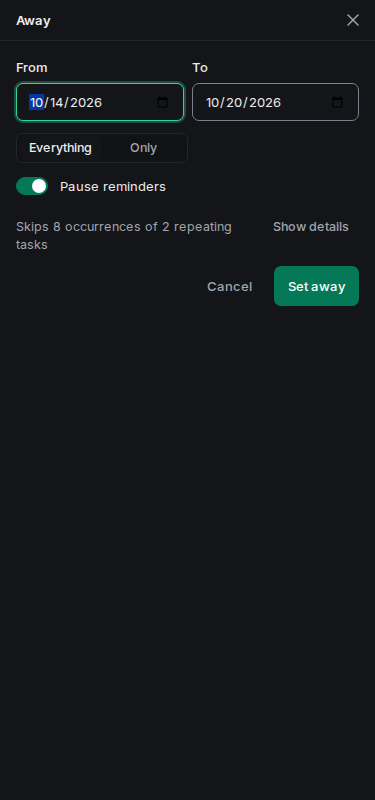 Away
From
To
10/14/2026
10/20/2026
Everything
Only
Pause reminders
Skips 8 occurrences of 2 repeating
tasks
Show details
Cancel
Set away